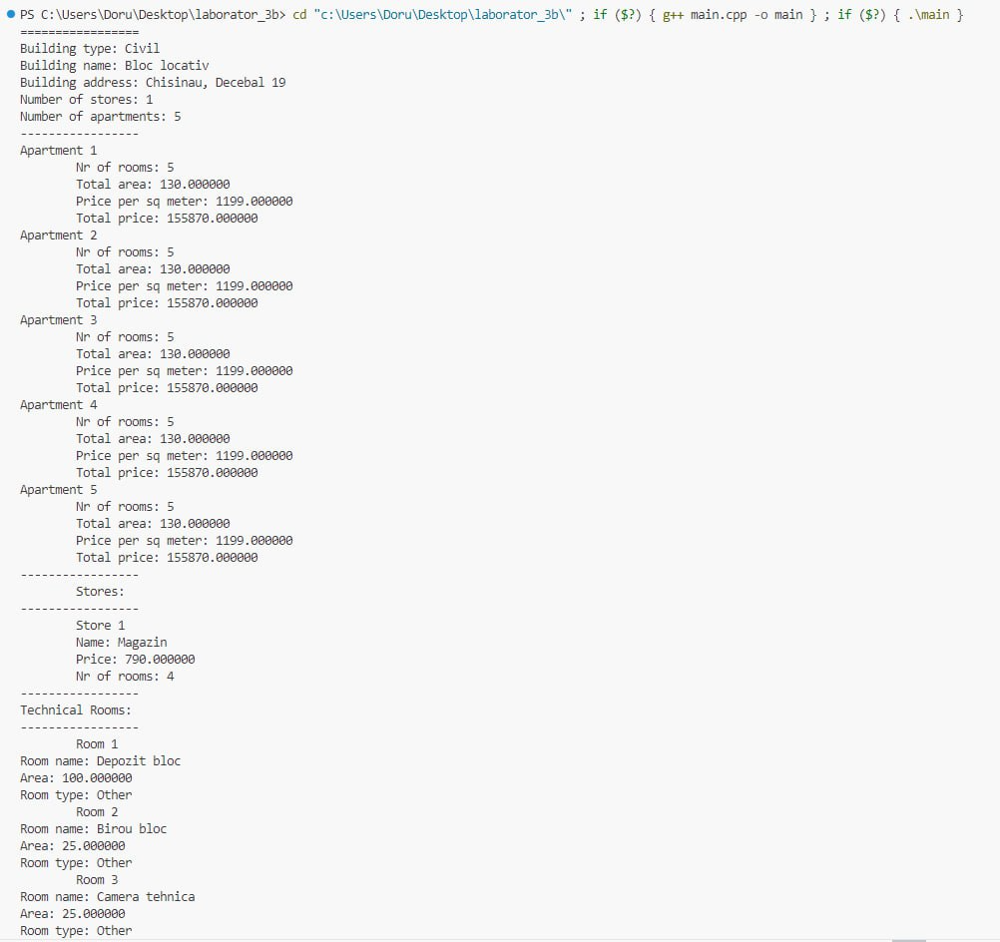 PS C:\Users\Doru\Desktop\laborator_3b> cd "c:\Users\Doru\Desktop\laborator_3b\" ; if ($?) { g++ main.cpp -o main } ; if ($?) { .\main }
=================
Building type: Civil
Building name: Bloc locativ
Building address: Chisinau, Decebal 19
Number of stores: 1
Number of apartments: 5
-----------------
Apartment 1
        Nr of rooms: 5
        Total area: 130.000000
        Price per sq meter: 1199.000000
        Total price: 155870.000000
Apartment 2
        Nr of rooms: 5
        Total area: 130.000000
        Price per sq meter: 1199.000000
        Total price: 155870.000000
Apartment 3
        Nr of rooms: 5
        Total area: 130.000000
        Price per sq meter: 1199.000000
        Total price: 155870.000000
Apartment 4
        Nr of rooms: 5
        Total area: 130.000000
        Price per sq meter: 1199.000000
        Total price: 155870.000000
Apartment 5
        Nr of rooms: 5
        Total area: 130.000000
        Price per sq meter: 1199.000000
        Total price: 155870.000000
-----------------
        Stores:
-----------------
        Store 1
        Name: Magazin
        Price: 790.000000
        Nr of rooms: 4
-----------------
Technical Rooms:
-----------------
        Room 1
Room name: Depozit bloc
Area: 100.000000
Room type: Other
        Room 2
Room name: Birou bloc
Area: 25.000000
Room type: Other
        Room 3
Room name: Camera tehnica
Area: 25.000000
Room type: Other